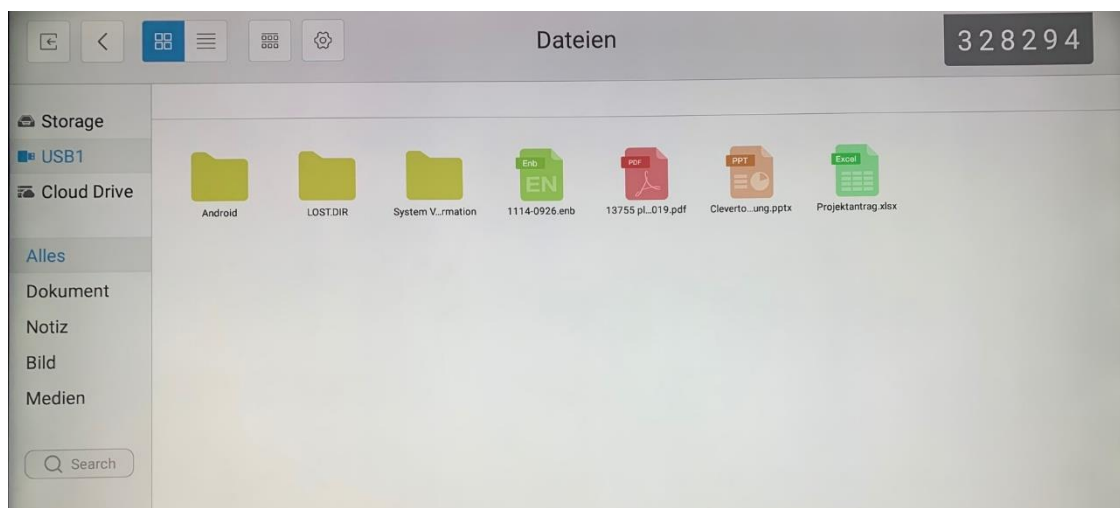 Dateien
328294
Storage
USB1
Cloud Drive
Alles
Dokument
Notiz
Bild
Medien
Search
Android
LOST.DIR
System V...rmation
Enb
EN
1114-0926.enb
PDF
13755 pl...019.pdf
PPT
Cleverto...ung.pptx
Excel
Projektantrag.xlsx